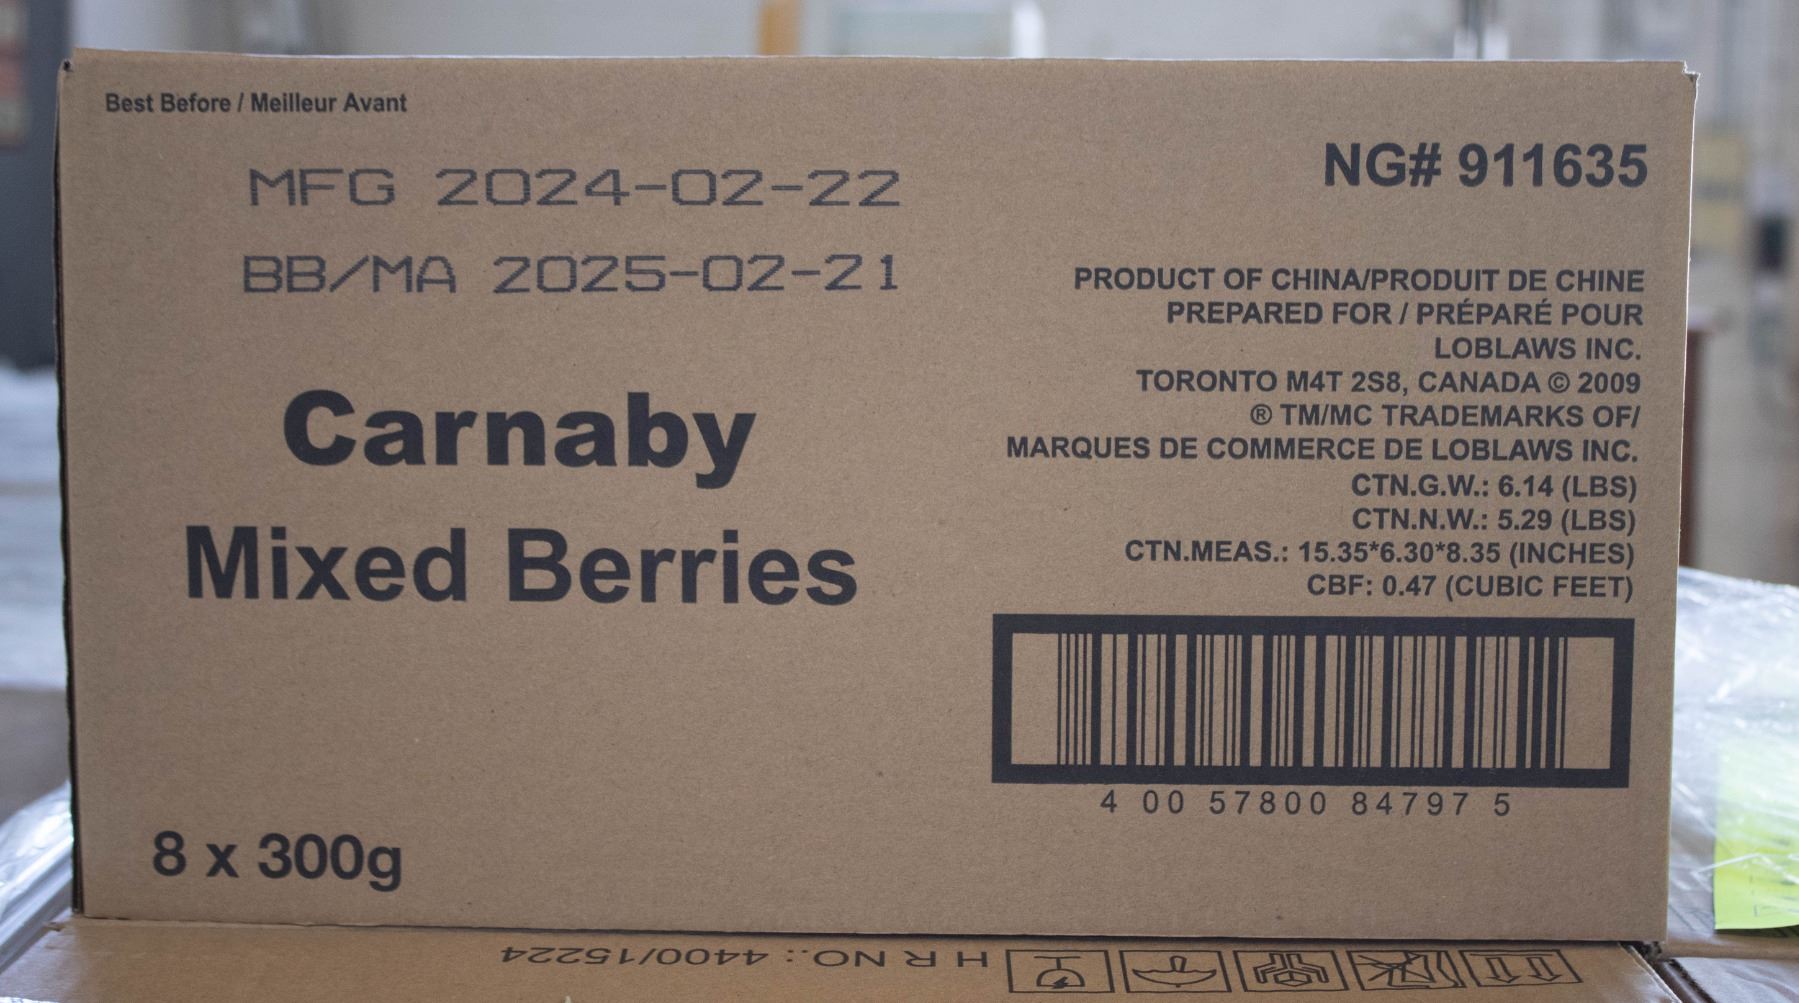 Best Before / Meilleur Avant
MFG 2024-02-22
BB/MA 2025-02-21
Carnaby
Mixed Berries
8 x 300g
NG# 911635
PRODUCT OF CHINA/PRODUIT DE CHINE
PREPARED FOR / PRÉPARÉ POUR
LOBLAWS INC.
TORONTO M4T 2S8, CANADA © 2009
® TM/MC TRADEMARKS OF/
MARQUES DE COMMERCE DE LOBLAWS INC.
CTN.G.W.: 6.14 (LBS)
CTN.N.W.: 5.29 (LBS)
CTN.MEAS.: 15.35*6.30*8.35 (INCHES)
CBF: 0.47 (CUBIC FEET)
4 00 57800 84797 5
H R NO.: 4400/15224